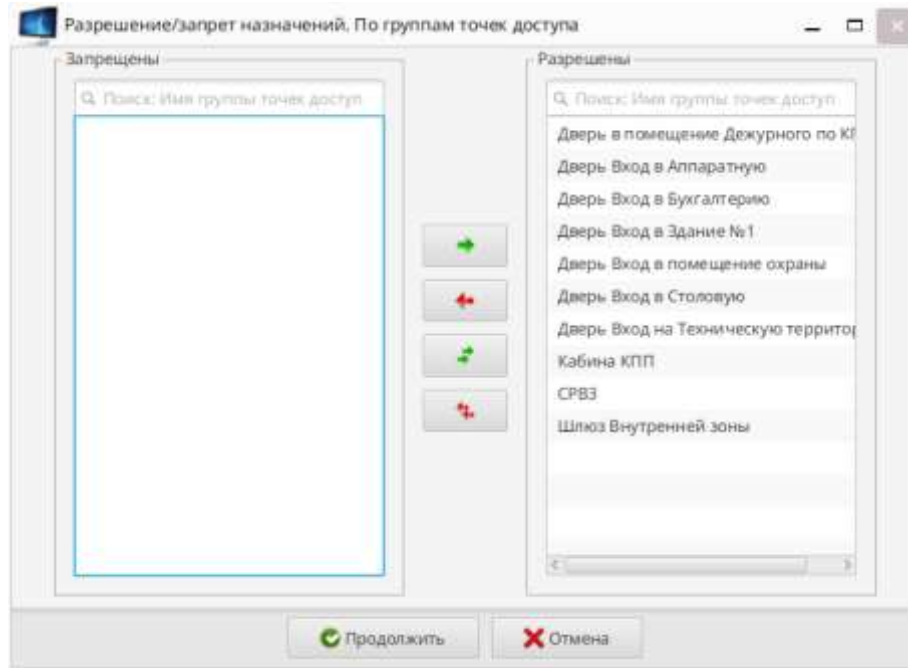 Разрешение/запрет назначений. По группам точек доступа
Запрещены
Поиск: Имя группы точек доступ
Разрешены
Поиск: Имя группы точек доступ
Дверь в помещение Дежурного по КП
Дверь Вход в Аппаратную
Дверь Вход в Бухгалтерию
Дверь Вход в Здание №1
Дверь Вход в помещение охраны
Дверь Вход в Столовую
Дверь Вход на Техническую территор
Кабина КПП
СРВЗ
Шлюз Внутренней зоны
Продолжить
Отмена